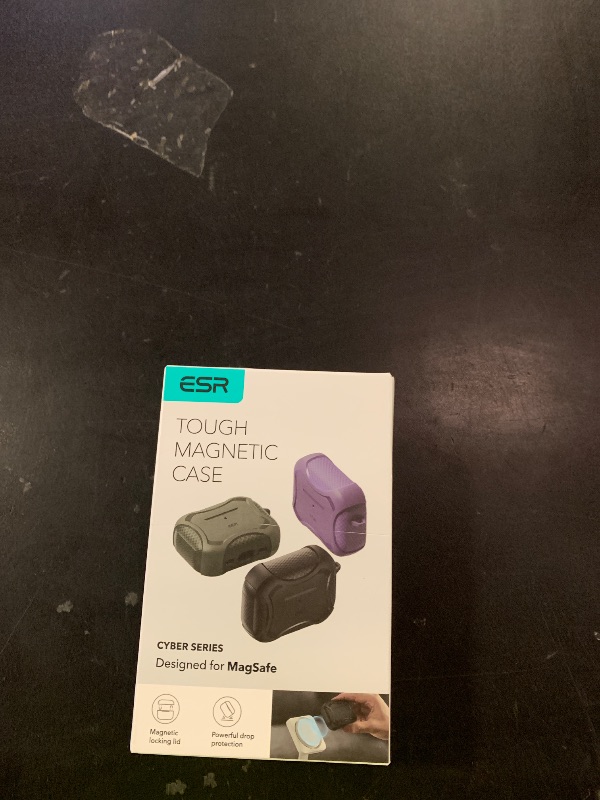 ESR
TOUGH
MAGNETIC
CASE
CYBER SERIES
Designed for MagSafe
Magnetic
locking lid
Powerful drop
protection